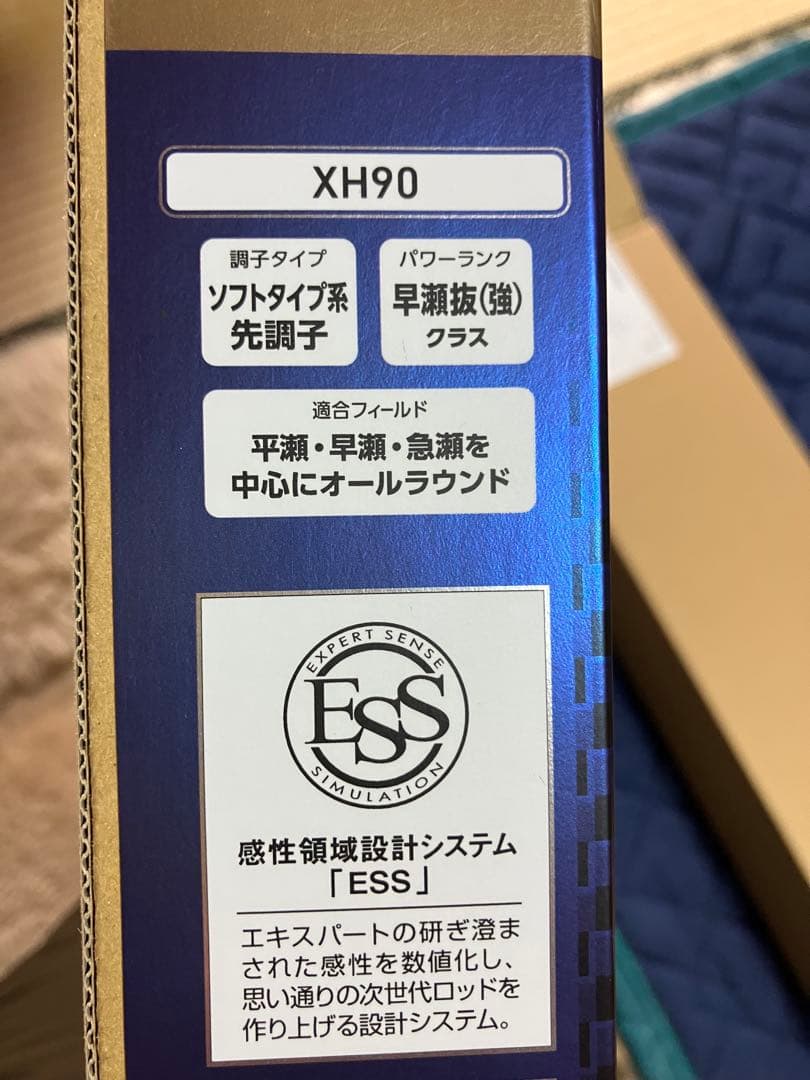 XH90
調子タイプ
ソフトタイプ系
先調子
パワーランク
早瀬抜(強)
クラス
適合フィールド
平瀬・早瀬・急瀬を
中心にオールラウンド
EXPERT SENSE
ESS
SIMULATION
感性領域設計システム
「ESS」
エキスパートの研ぎ澄ま
された感性を数値化し、
思い通りの次世代ロッドを
作り上げる設計システム。